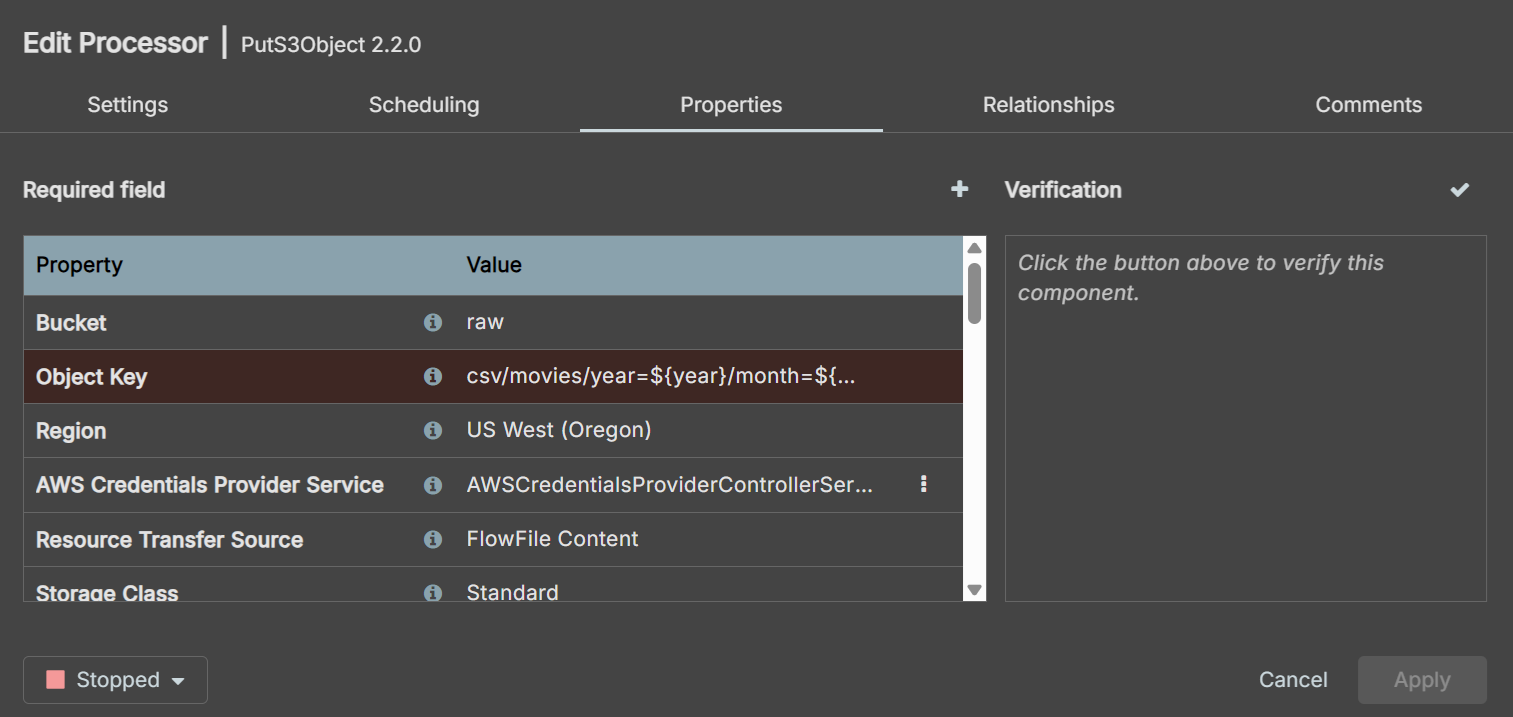 Edit Processor | PutS3Object 2.2.0
Settings Scheduling Properties Relationships Comments
Required field
Verification
Property Value
Bucket raw
Object Key csv/movies/year=${year}/month=${...
Region US West (Oregon)
AWS Credentials Provider Service AWSCredentialsProviderControllerSer...
Resource Transfer Source FlowFile Content
Storage Class Standard
Click the button above to verify this
component.
Stopped
Cancel Apply